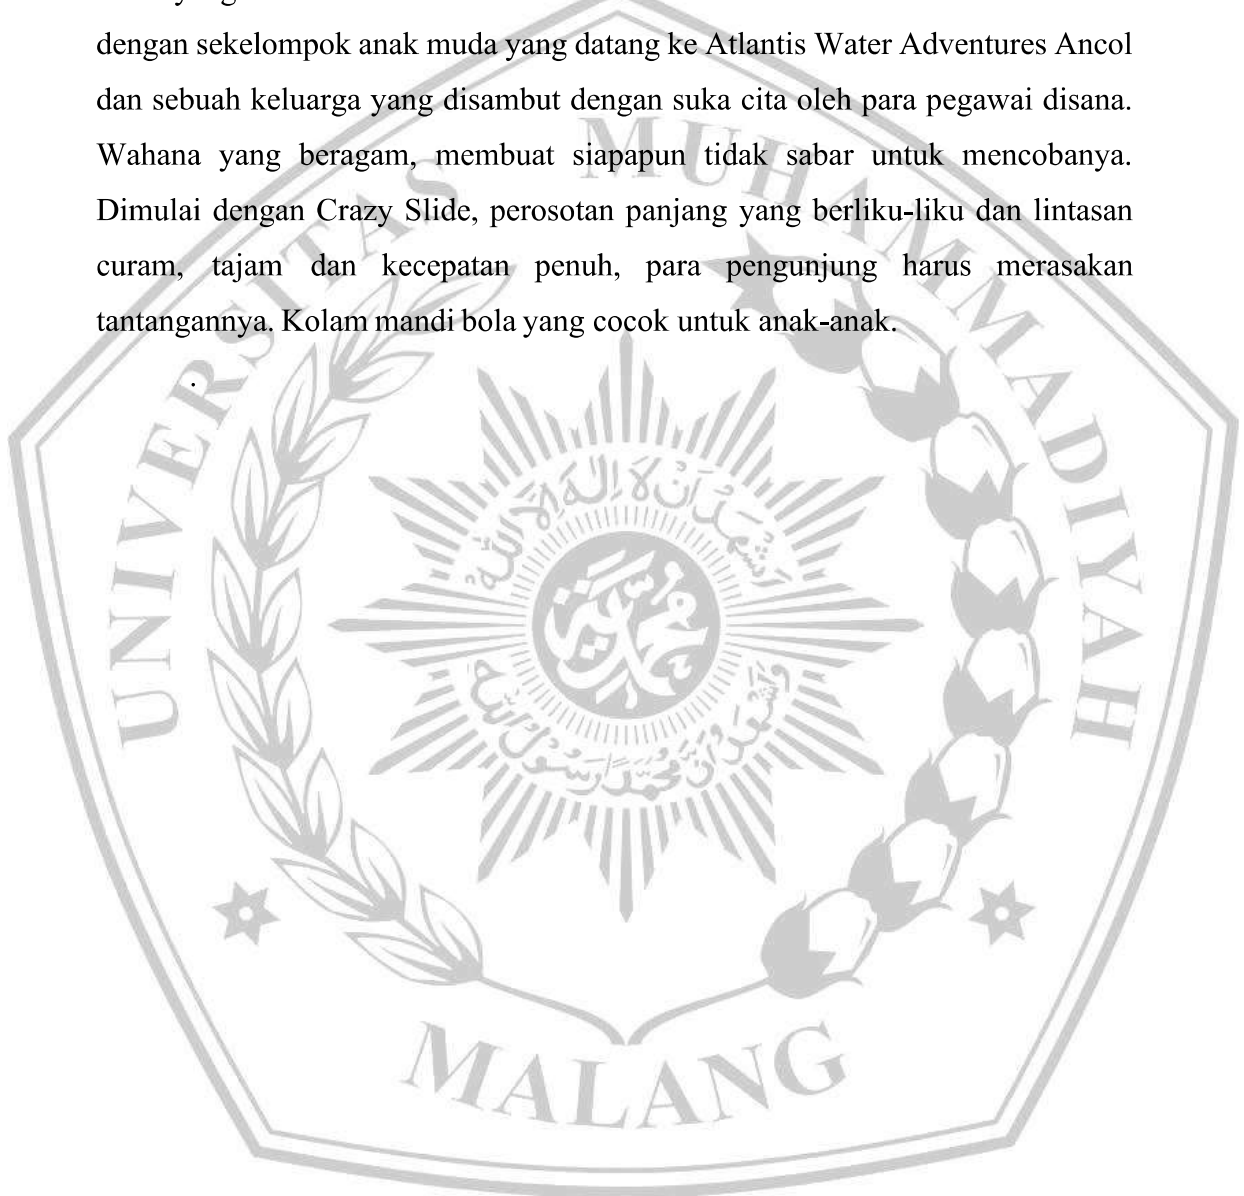 dengan sekelompok anak muda yang datang ke Atlantis Water Adventures Ancol
dan sebuah keluarga yang disambut dengan suka cita oleh para pegawai disana.
Wahana yang beragam, membuat siapapun tidak sabar untuk mencobanya.
Dimulai dengan Crazy Slide, perosotan panjang yang berliku-liku dan lintasan
curam, tajam dan kecepatan penuh, para pengunjung harus merasakan
tantangannya. Kolam mandi bola yang cocok untuk anak-anak.
.
UNIVERSITAS MUHAMMADIYAH
MALANG